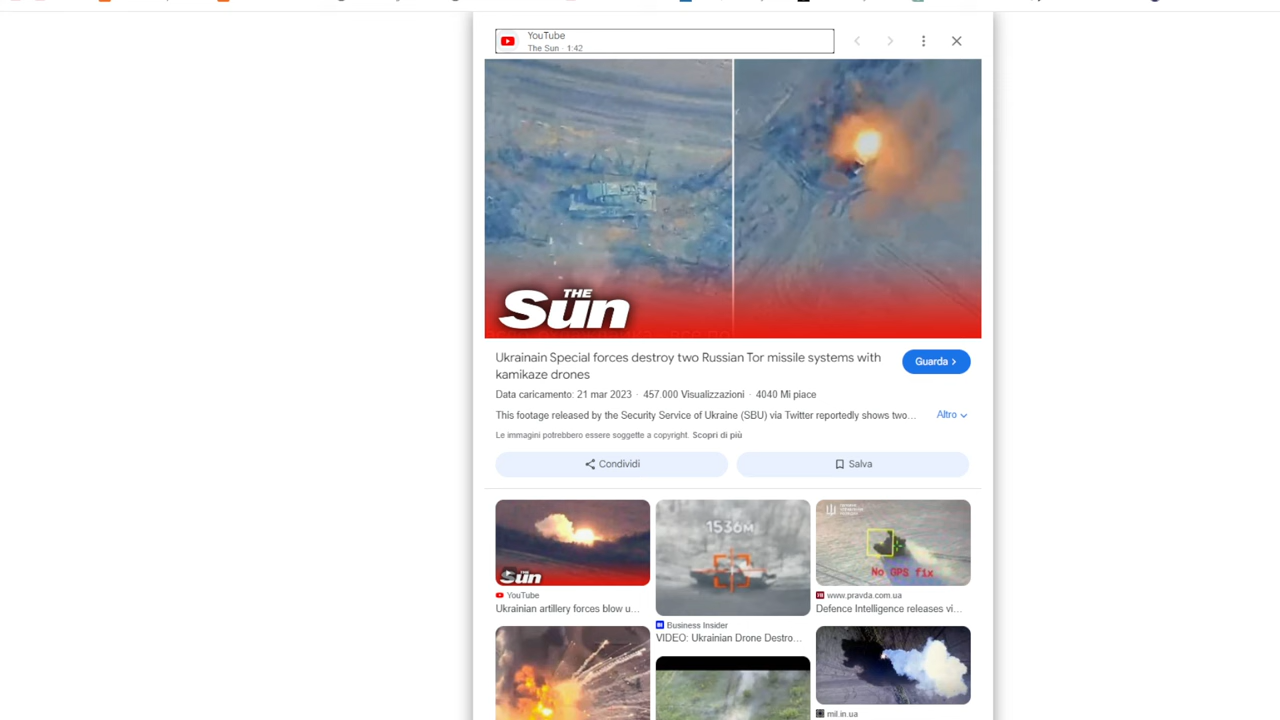 YouTube
The Sun · 1:42
THE
Sun
Ukrainain Special forces destroy two Russian Tor missile systems with
kamikaze drones
Guarda
Data caricamento: 21 mar 2023 · 457.000 Visualizzazioni · 4040 Mi piace
This footage released by the Security Service of Ukraine (SBU) via Twitter reportedly shows two...
Altro
Le immagini potrebbero essere soggette a copyright. Scopri di più
Condividi
Salva
THE
Sun
YouTube
Ukrainian artillery forces blow u...
1536м
Business Insider
VIDEO: Ukrainian Drone Destro...
No GPS fix
www.pravda.com.ua
Defence Intelligence releases vi...
mil.in.ua